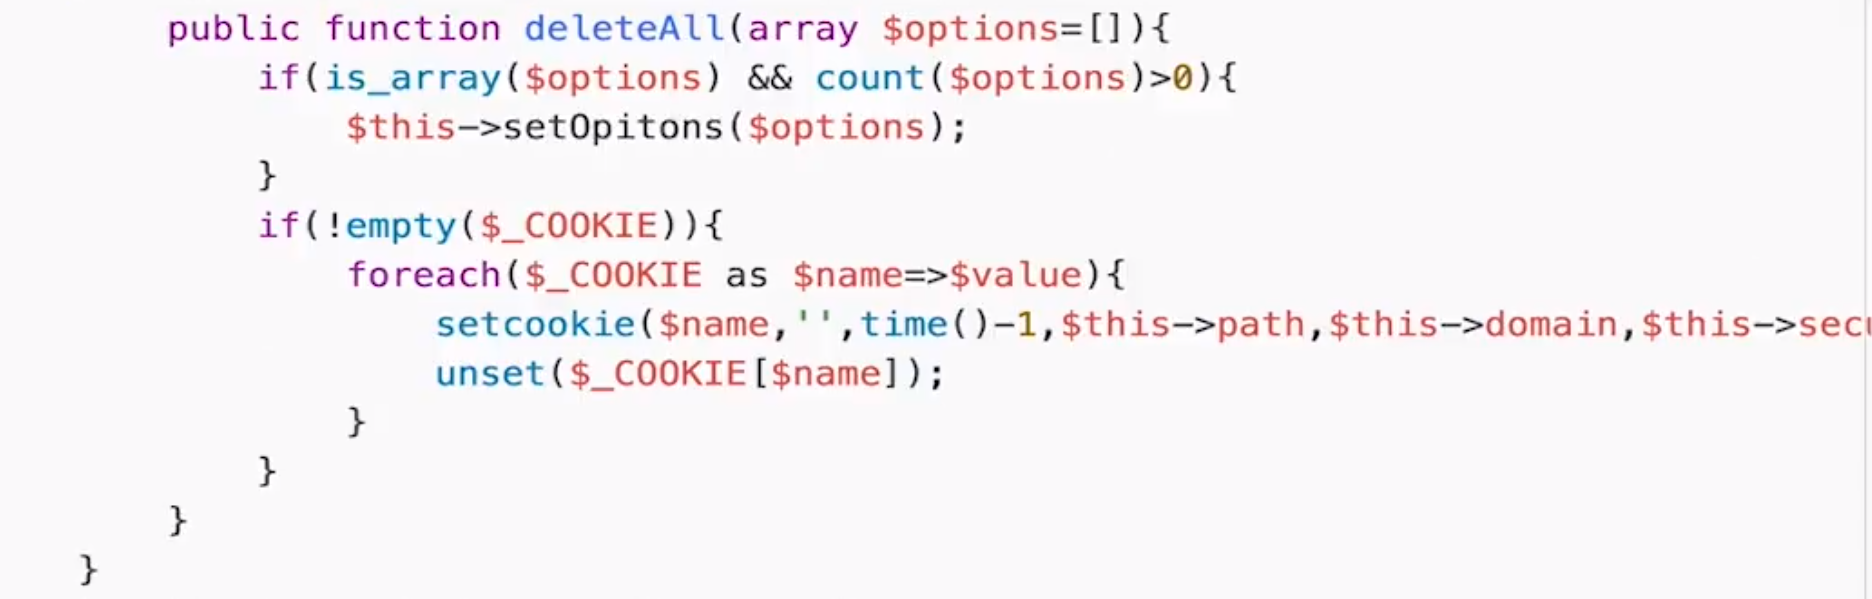 public function deleteAll(array $options=[]){
if(is_array($options) && count($options)>0){
$this->setOpitons($options);
}
if(!empty($_COOKIE)){
foreach($_COOKIE as $name=>$value){
setcookie($name,'',time()-1,$this->path,$this->domain,$this->sec
unset($_COOKIE[$name]);
}
}
}
}